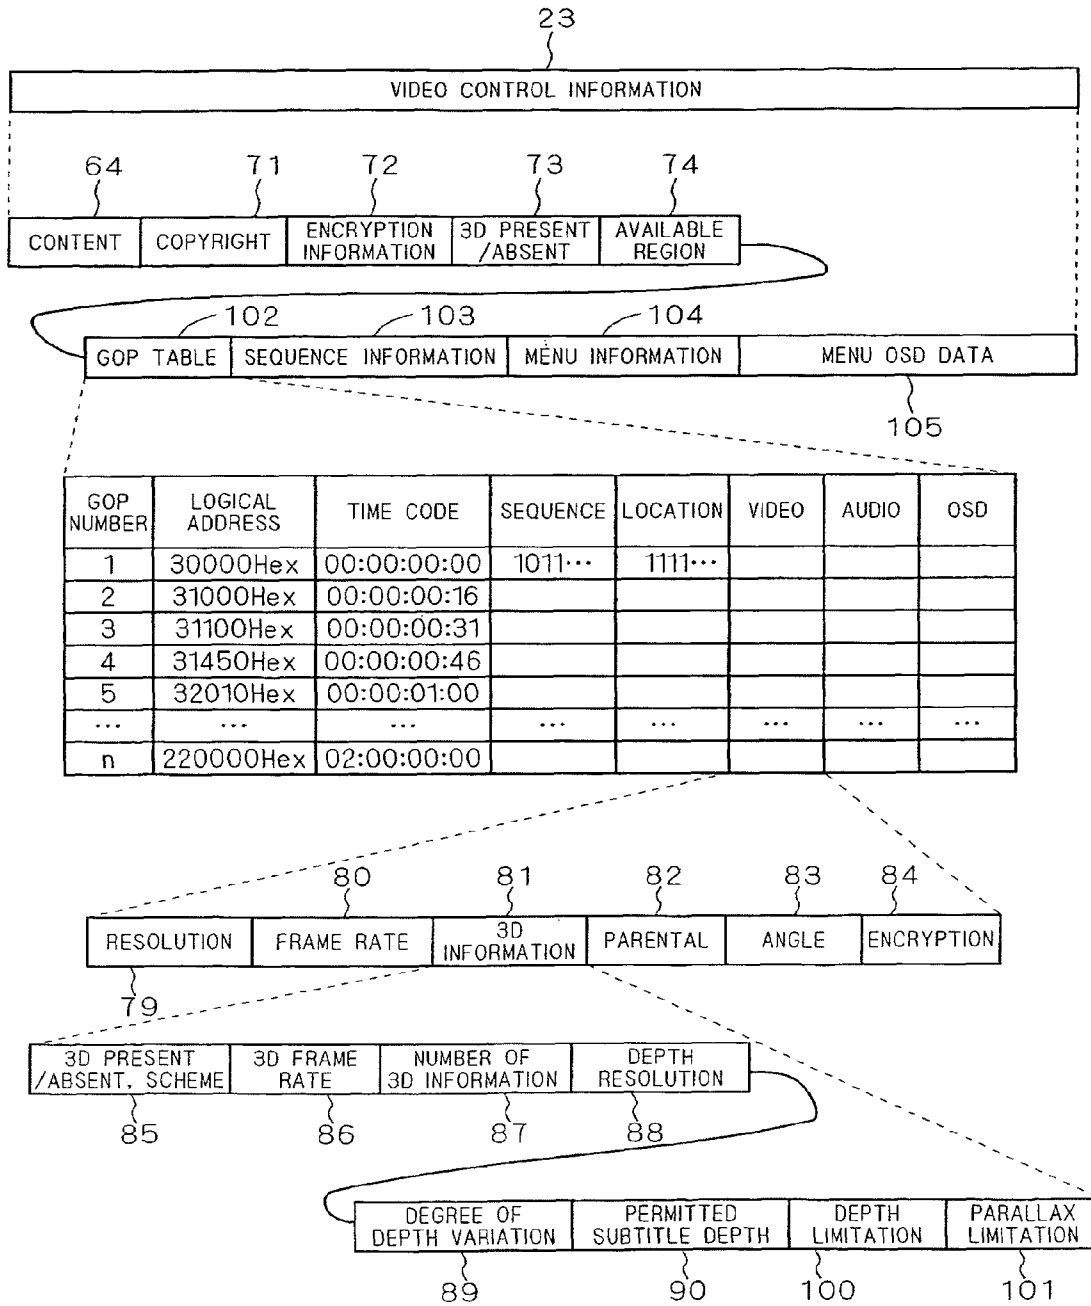 23
VIDEO CONTROL INFORMATION
64 71 72 73 74
CONTENT COPYRIGHT ENCRYPTION INFORMATION 3D PRESENT /ABSENT AVAILABLE REGION
102 103 104
GOP TABLE SEQUENCE INFORMATION MENU INFORMATION MENU OSD DATA
105
GOP NUMBER LOGICAL ADDRESS TIME CODE SEQUENCE LOCATION VIDEO AUDIO OSD
1 30000Hex 00:00:00:00 1011··· 1111···
2 31000Hex 00:00:00:16
3 31100Hex 00:00:00:31
4 31450Hex 00:00:00:46
5 32010Hex 00:00:01:00
··· ··· ··· ··· ··· ··· ··· ···
n 220000Hex 02:00:00:00
80 81 82 83 84
RESOLUTION FRAME RATE 3D INFORMATION PARENTAL ANGLE ENCRYPTION
79
3D PRESENT /ABSENT, SCHEME 3D FRAME RATE NUMBER OF 3D INFORMATION DEPTH RESOLUTION
85 86 87 88
DEGREE OF DEPTH VARIATION PERMITTED SUBTITLE DEPTH DEPTH LIMITATION PARALLAX LIMITATION
89 90 100 101